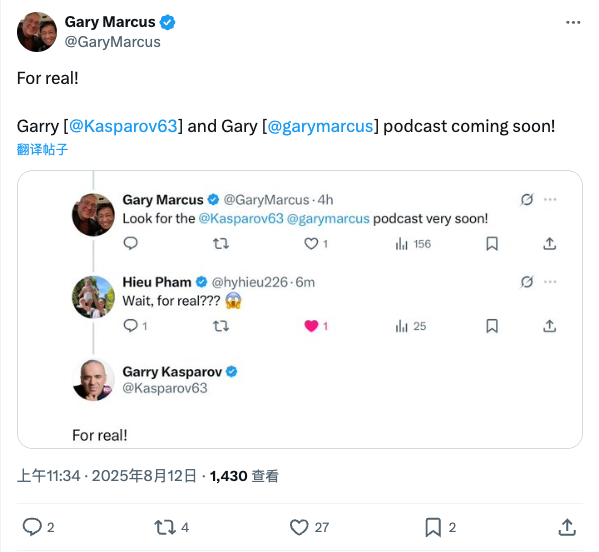 Gary Marcus
@GaryMarcus
For real!
Garry [@Kasparov63] and Gary [@garymarcus] podcast coming soon!
翻译帖子
Gary Marcus @GaryMarcus · 4h
Look for the @Kasparov63 @garymarcus podcast very soon!
1 156
Hieu Pham @hyhieu226 · 6m
Wait, for real??? 😱
1 1 25
Garry Kasparov
@Kasparov63
For real!
上午11:34 · 2025年8月12日 · 1,430 查看
2 4 27 2